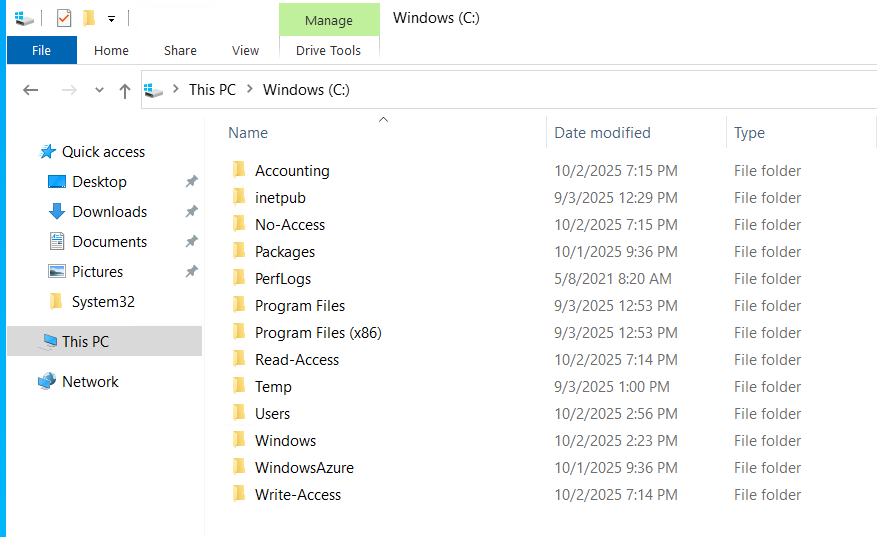 Manage
Windows (C:)
File
Home
Share
View
Drive Tools
This PC > Windows (C:)
Name
Date modified
Type
Quick access
Desktop
Downloads
Documents
Pictures
System32
This PC
Network
Accounting 10/2/2025 7:15 PM File folder
inetpub 9/3/2025 12:29 PM File folder
No-Access 10/2/2025 7:15 PM File folder
Packages 10/1/2025 9:36 PM File folder
PerfLogs 5/8/2021 8:20 AM File folder
Program Files 9/3/2025 12:53 PM File folder
Program Files (x86) 9/3/2025 12:53 PM File folder
Read-Access 10/2/2025 7:14 PM File folder
Temp 9/3/2025 1:00 PM File folder
Users 10/2/2025 2:56 PM File folder
Windows 10/2/2025 2:23 PM File folder
WindowsAzure 10/1/2025 9:36 PM File folder
Write-Access 10/2/2025 7:14 PM File folder